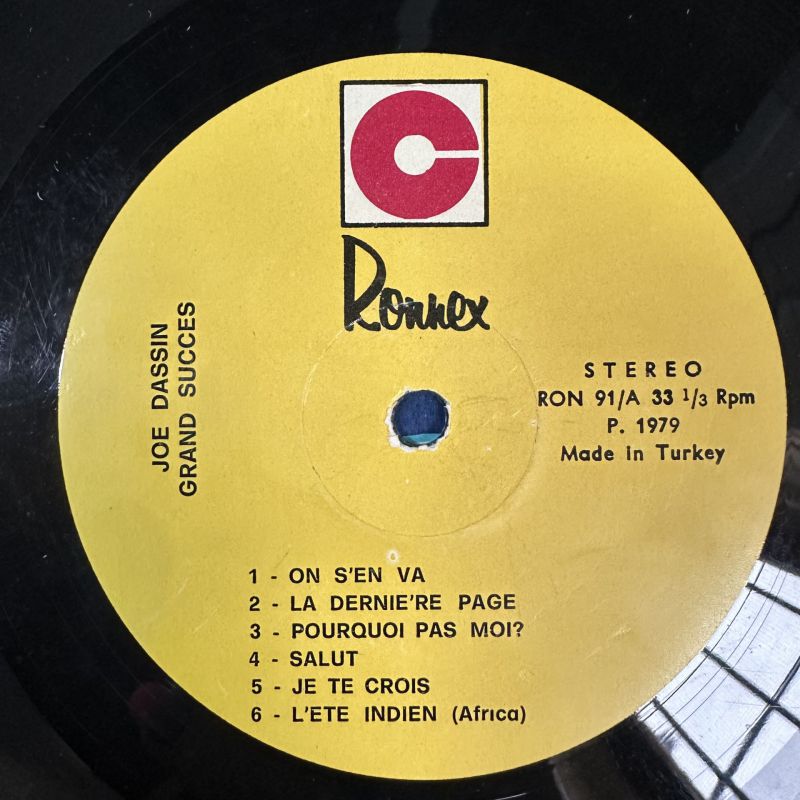 Ronnex
JOE DASSIN
GRAND SUCCES
STEREO
RON 91/A 33 1/3 Rpm
P. 1979
Made in Turkey
1 - ON S'EN VA
2 - LA DERNIE'RE PAGE
3 - POURQUOI PAS MOI?
4 - SALUT
5 - JE TE CROIS
6 - L'ETE INDIEN (Africa)